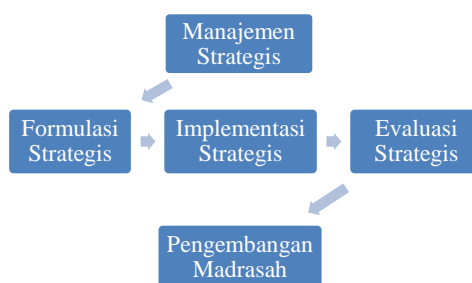 Manajemen
Strategis
Formulasi
Strategis
Implementasi
Strategis
Evaluasi
Strategis
Pengembangan
Madrasah